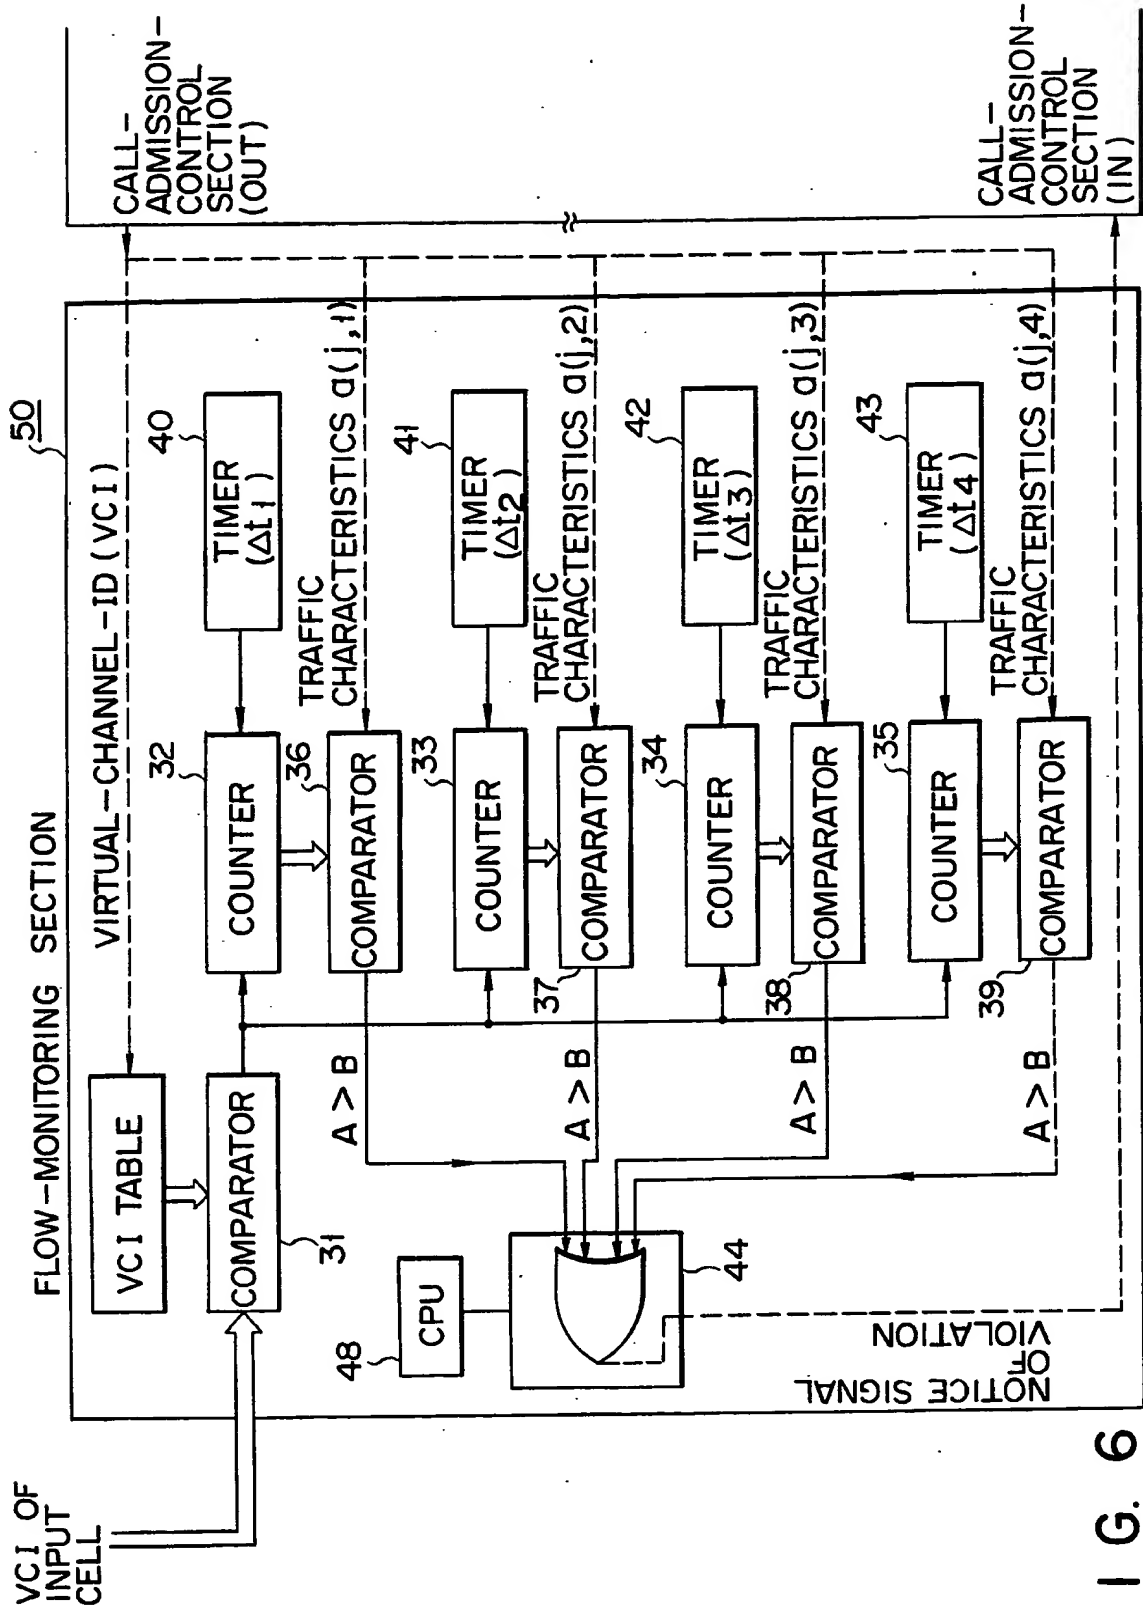 VCI OF
INPUT
CELL
FLOW-MONITORING SECTION
50
VIRTUAL-CHANNEL-ID (VCI)
CALL-
ADMISSION-
CONTROL
SECTION
(OUT)
VCI TABLE
COMPARATOR
31
32
COUNTER
40
TIMER
(Δt1)
36
COMPARATOR
TRAFFIC
CHARACTERISTICS a(j,1)
A > B
33
COUNTER
41
TIMER
(Δt2)
37
COMPARATOR
TRAFFIC
CHARACTERISTICS a(j,2)
A > B
34
COUNTER
42
TIMER
(Δt3)
38
COMPARATOR
TRAFFIC
CHARACTERISTICS a(j,3)
A > B
35
COUNTER
43
TIMER
(Δt4)
39
COMPARATOR
TRAFFIC
CHARACTERISTICS a(j,4)
A > B
48
CPU
44
NOTICE SIGNAL
OF
VIOLATION
CALL-
ADMISSION-
CONTROL
SECTION
(IN)
I G. 6